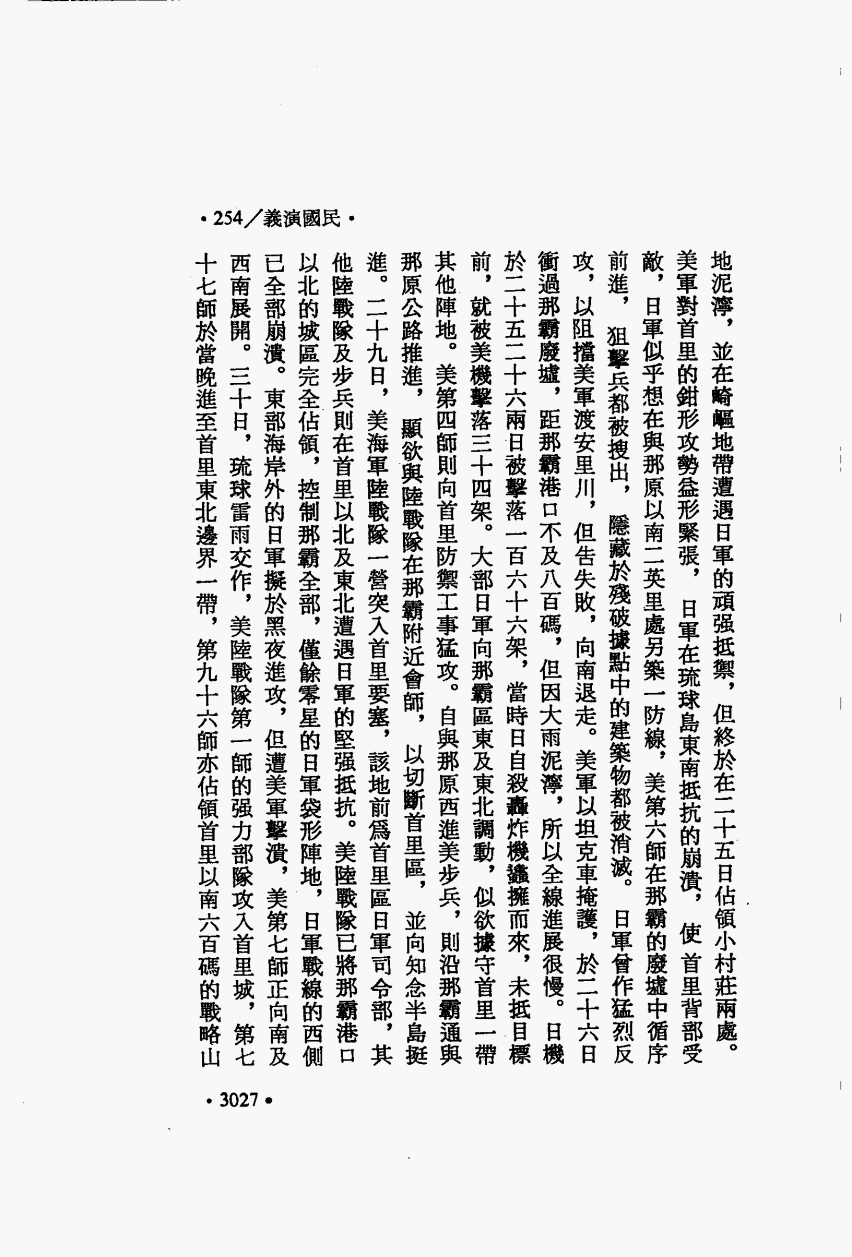 •254／義演國民•
地泥濘，並在崎嶇地帶遭遇日軍的頑强抵禦，但終於在二十五日佔領小村莊兩處。
美軍對首里的鉗形攻勢益形緊張，日軍在琉球島東南抵抗的崩潰，使首里背部受
敵，日軍似乎想在與那原以南二英里處另築一防線，美第六師在那霸的廢墟中循序
前進，狙擊兵都被搜出，隱藏於殘破據點中的建築物都被消滅。日軍曾作猛烈反
攻，以阻擋美軍渡安里川，但告失敗，向南退走。美軍以坦克車掩護，於二十六日
衝過那霸廢墟，距那霸港口不及八百碼，但因大雨泥濘，所以全線進展很慢。日機
於二十五二十六兩日被擊落一百六十六架，當時日自殺轟炸機蠭擁而來，未抵目標
前，就被美機擊落三十四架。大部日軍向那霸區東及東北調動，似欲據守首里一帶
其他陣地。美第四師則向首里防禦工事猛攻。自與那原西進美步兵，則沿那霸通與
那原公路推進，顯欲與陸戰隊在那霸附近會師，以切斷首里區，並向知念半島挺
進。二十九日，美海軍陸戰隊一營突入首里要塞，該地前爲首里區日軍司令部，其
他陸戰隊及步兵則在首里以北及東北遭遇日軍的堅强抵抗。美陸戰隊已將那霸港口
以北的城區完全佔領，控制那霸全部，僅餘零星的日軍袋形陣地，日軍戰線的西側
已全部崩潰。東部海岸外的日軍擬於黑夜進攻，但遭美軍擊潰，美第七師正向南及
西南展開。三十日，琉球雷雨交作，美陸戰隊第一師的强力部隊攻入首里城，第七
十七師於當晚進至首里東北邊界一帶，第九十六師亦佔領首里以南六百碼的戰略山
•3027•